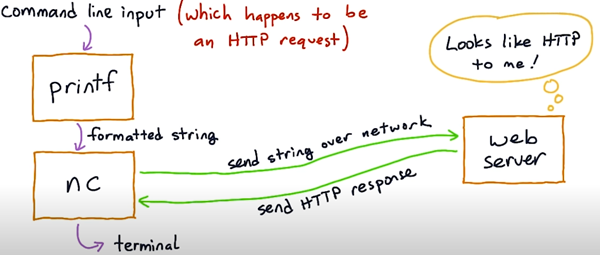 Command line input (which happens to be
an HTTP request)
printf
formatted string
nc
terminal
send string over network
send HTTP response
web
server
Looks like HTTP
to me!